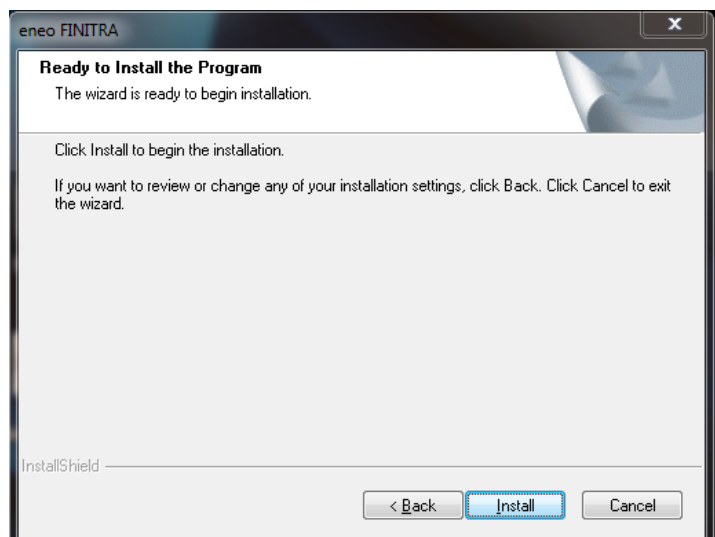 eneo FINITRA
Ready to Install the Program
The wizard is ready to begin installation.
Click Install to begin the installation.
If you want to review or change any of your installation settings, click Back. Click Cancel to exit
the wizard.
InstallShield
< Back Install Cancel